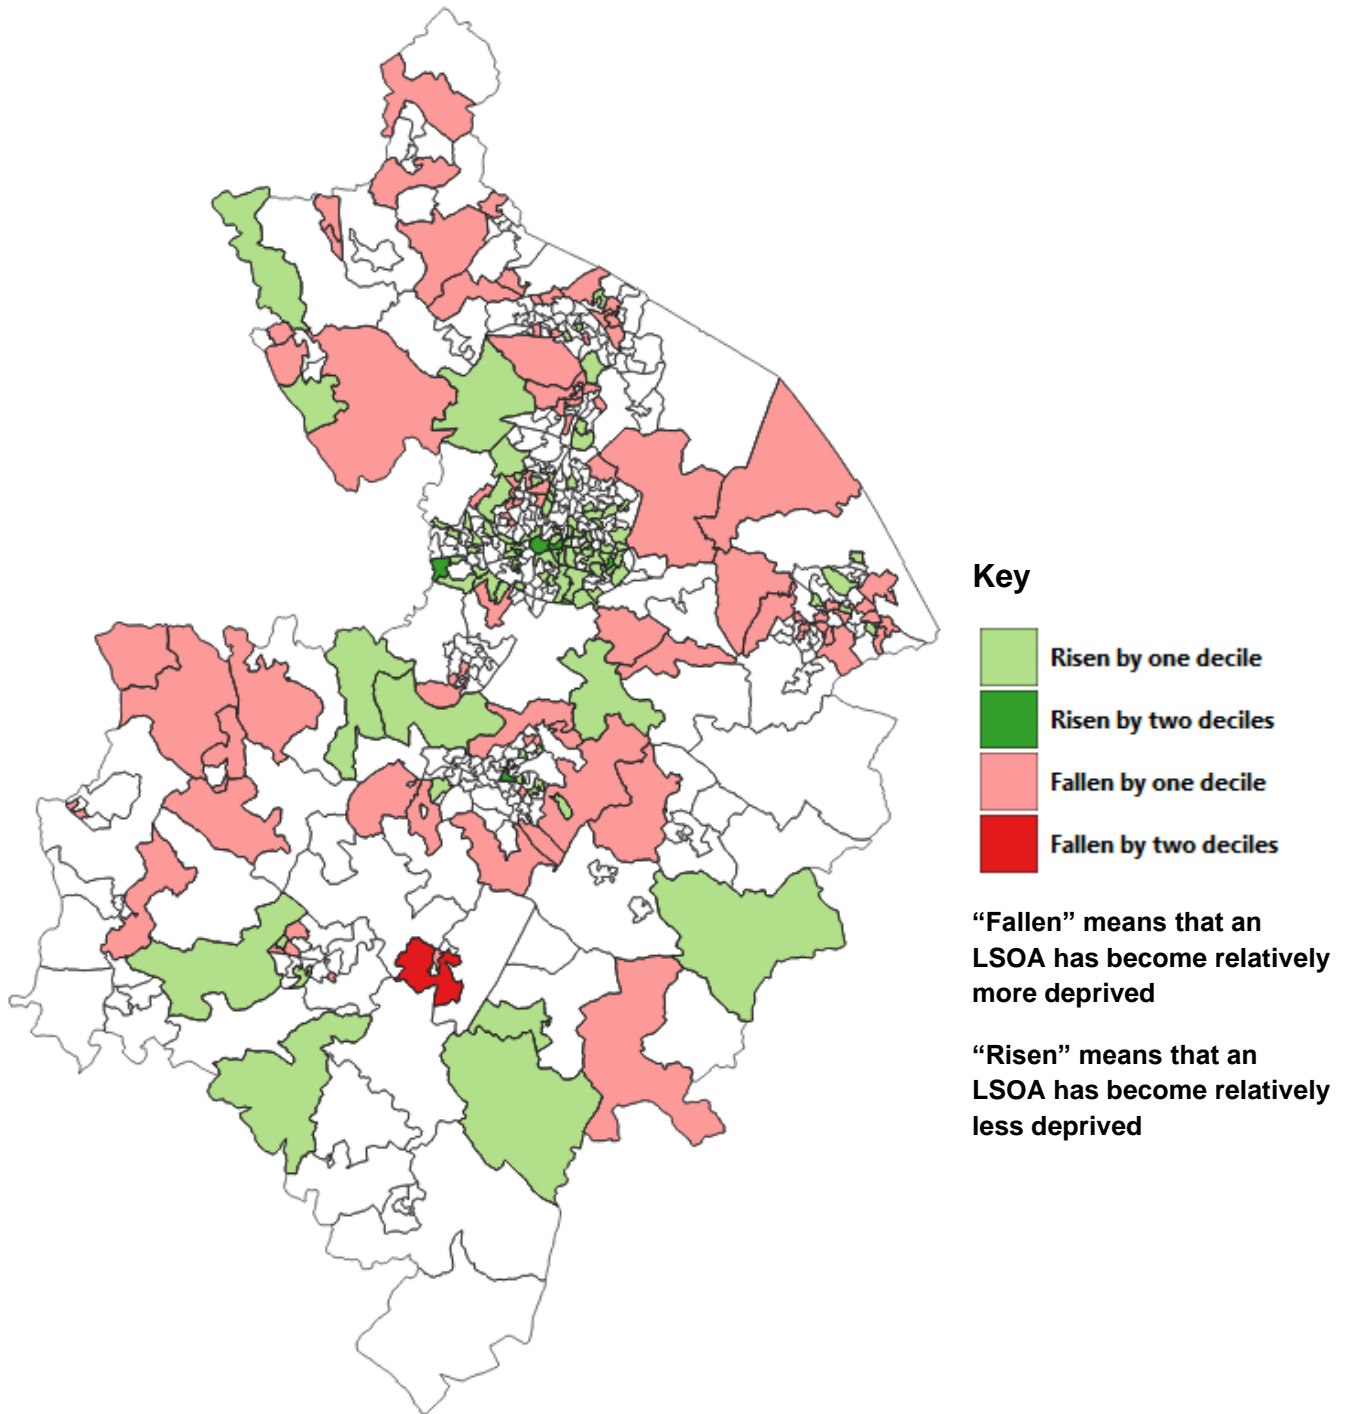 Key
Risen by one decile
Risen by two deciles
Fallen by one decile
Fallen by two deciles
“Fallen” means that an
LSOA has become relatively
more deprived
“Risen” means that an
LSOA has become relatively
less deprived